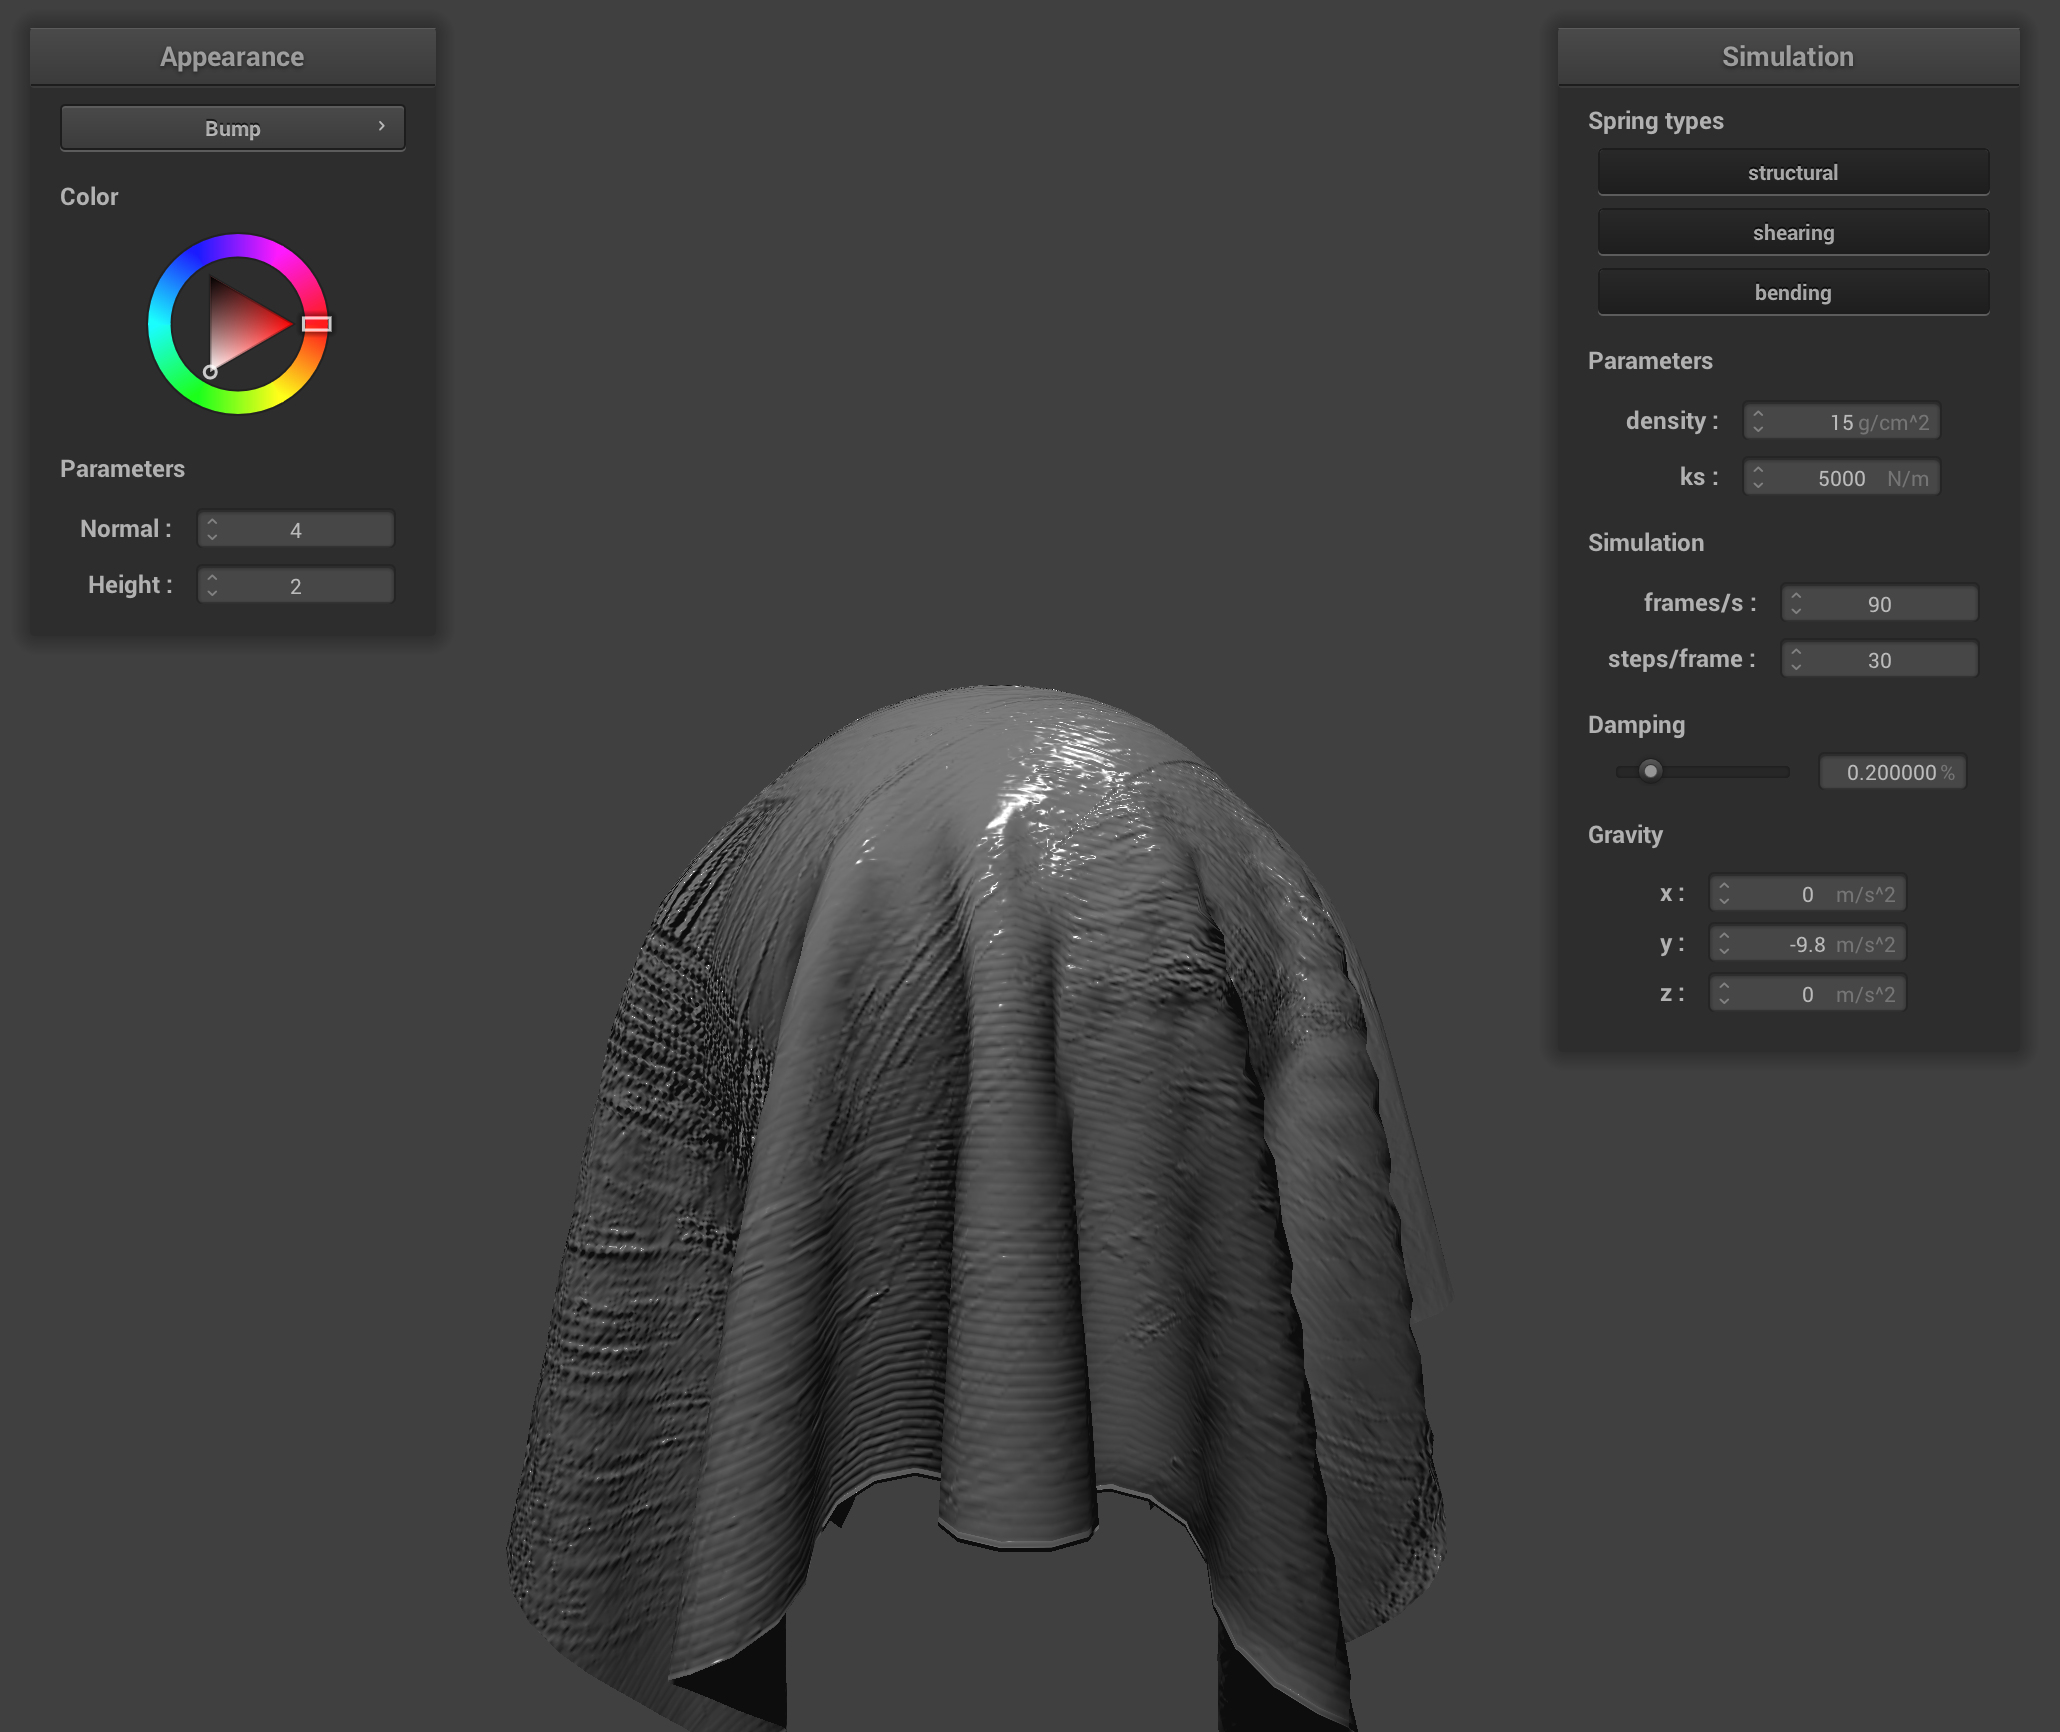 Appearance
Bump
Color
Parameters
Normal : 4
Height : 2
Simulation
Spring types
structural
shearing
bending
Parameters
density : 15 g/cm^2
ks : 5000 N/m
Simulation
frames/s : 90
steps/frame : 30
Damping
0.200000 %
Gravity
x : 0 m/s^2
y : -9.8 m/s^2
z : 0 m/s^2